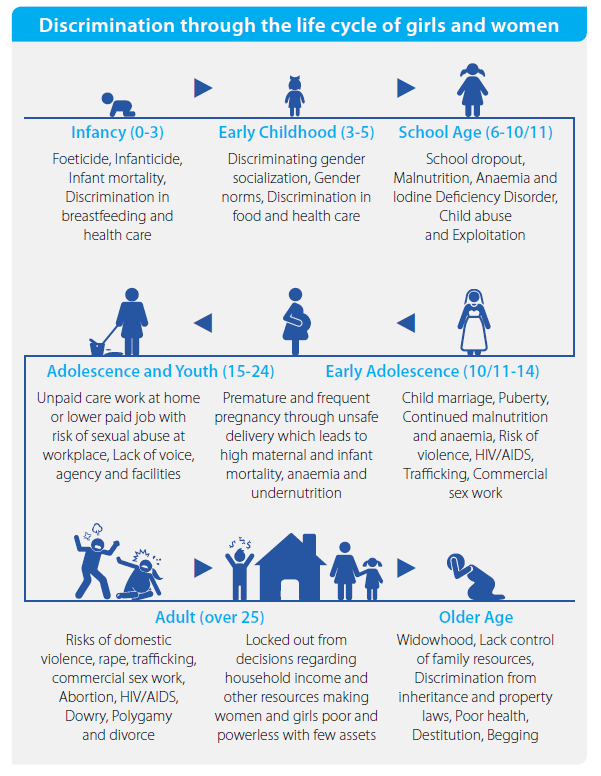 Discrimination through the life cycle of girls and women
Infancy (0-3)
Foeticide, Infanticide,
Infant mortality,
Discrimination in
breastfeeding and
health care
Early Childhood (3-5)
Discriminating gender
socialization, Gender
norms, Discrimination in
food and health care
School Age (6-10/11)
School dropout,
Malnutrition, Anaemia and
Iodine Deficiency Disorder,
Child abuse
and Exploitation
Adolescence and Youth (15-24)
Unpaid care work at home
or lower paid job with
risk of sexual abuse at
workplace, Lack of voice,
agency and facilities
Premature and frequent
pregnancy through unsafe
delivery which leads to
high maternal and infant
mortality, anaemia and
undernutrition
Early Adolescence (10/11-14)
Child marriage, Puberty,
Continued malnutrition
and anaemia, Risk of
violence, HIV/AIDS,
Trafficking, Commercial
sex work
Adult (over 25)
Risks of domestic
violence, rape, trafficking,
commercial sex work,
Abortion, HIV/AIDS,
Dowry, Polygamy
and divorce
Locked out from
decisions regarding
household income and
other resources making
women and girls poor and
powerless with few assets
Older Age
Widowhood, Lack control
of family resources,
Discrimination from
inheritance and property
laws, Poor health,
Destitution, Begging